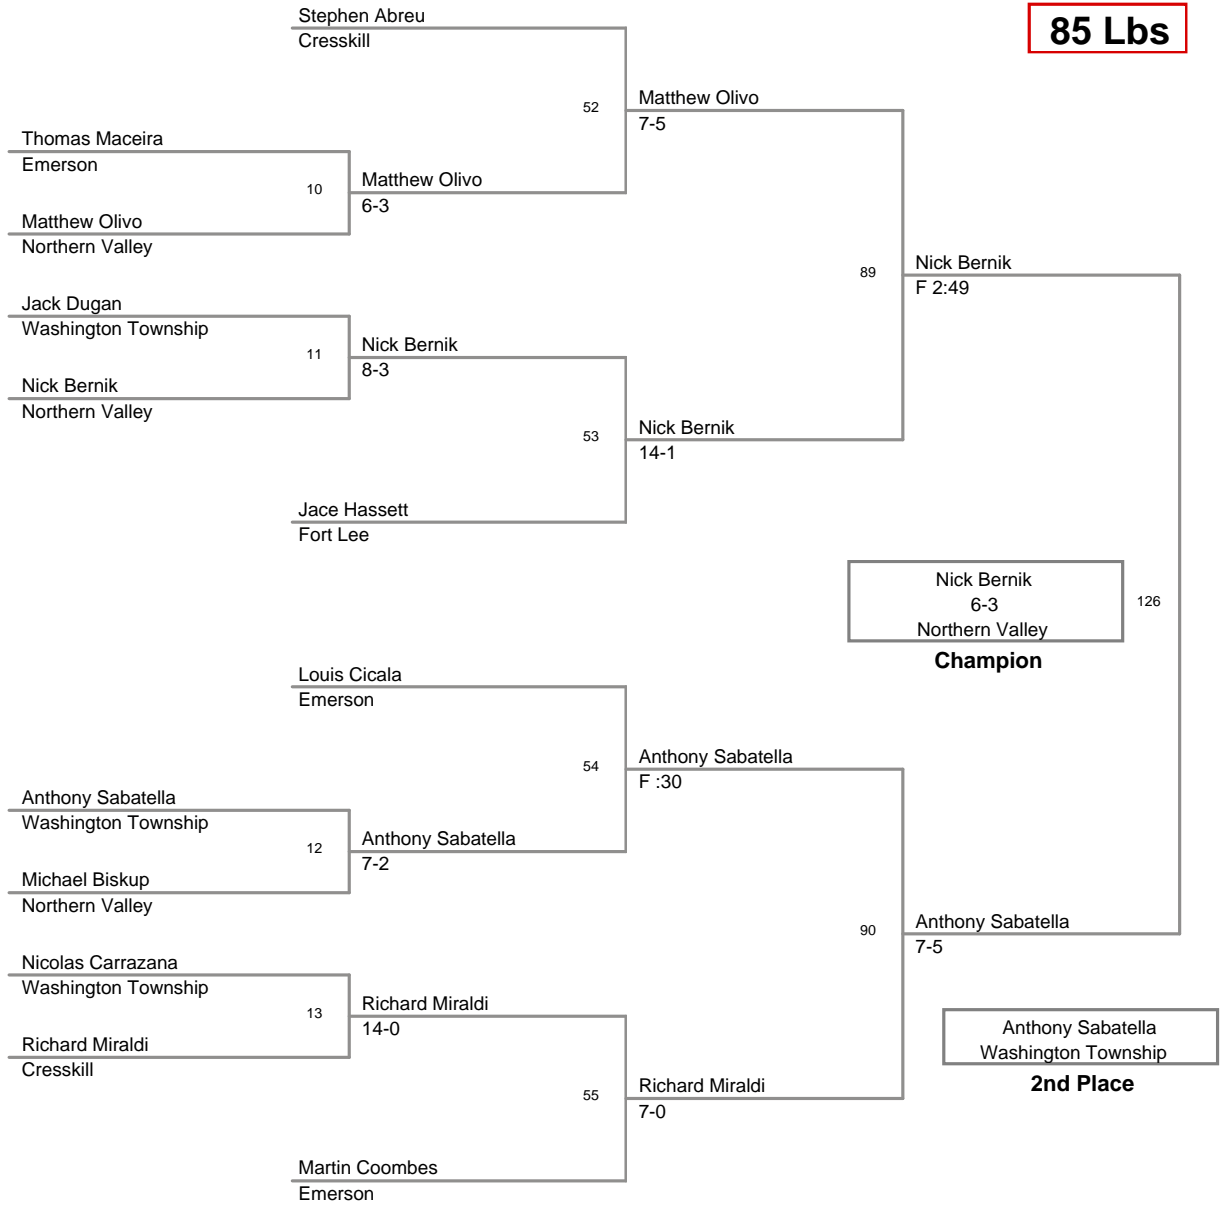 Stephen Abreu
Cresskill
85 Lbs
52
Matthew Olivo
7-5
Thomas Maceira
Emerson
10
Matthew Olivo
6-3
Matthew Olivo
Northern Valley
89
Nick Bernik
F 2:49
Jack Dugan
Washington Township
11
Nick Bernik
8-3
Nick Bernik
Northern Valley
53
Nick Bernik
14-1
Jace Hassett
Fort Lee
Nick Bernik
6-3
Northern Valley
126
Champion
Louis Cicala
Emerson
54
Anthony Sabatella
F :30
Anthony Sabatella
Washington Township
12
Anthony Sabatella
7-2
Michael Biskup
Northern Valley
90
Anthony Sabatella
7-5
Nicolas Carrazana
Washington Township
13
Richard Miraldi
14-0
Richard Miraldi
Cresskill
Anthony Sabatella
Washington Township
2nd Place
55
Richard Miraldi
7-0
Martin Coombes
Emerson